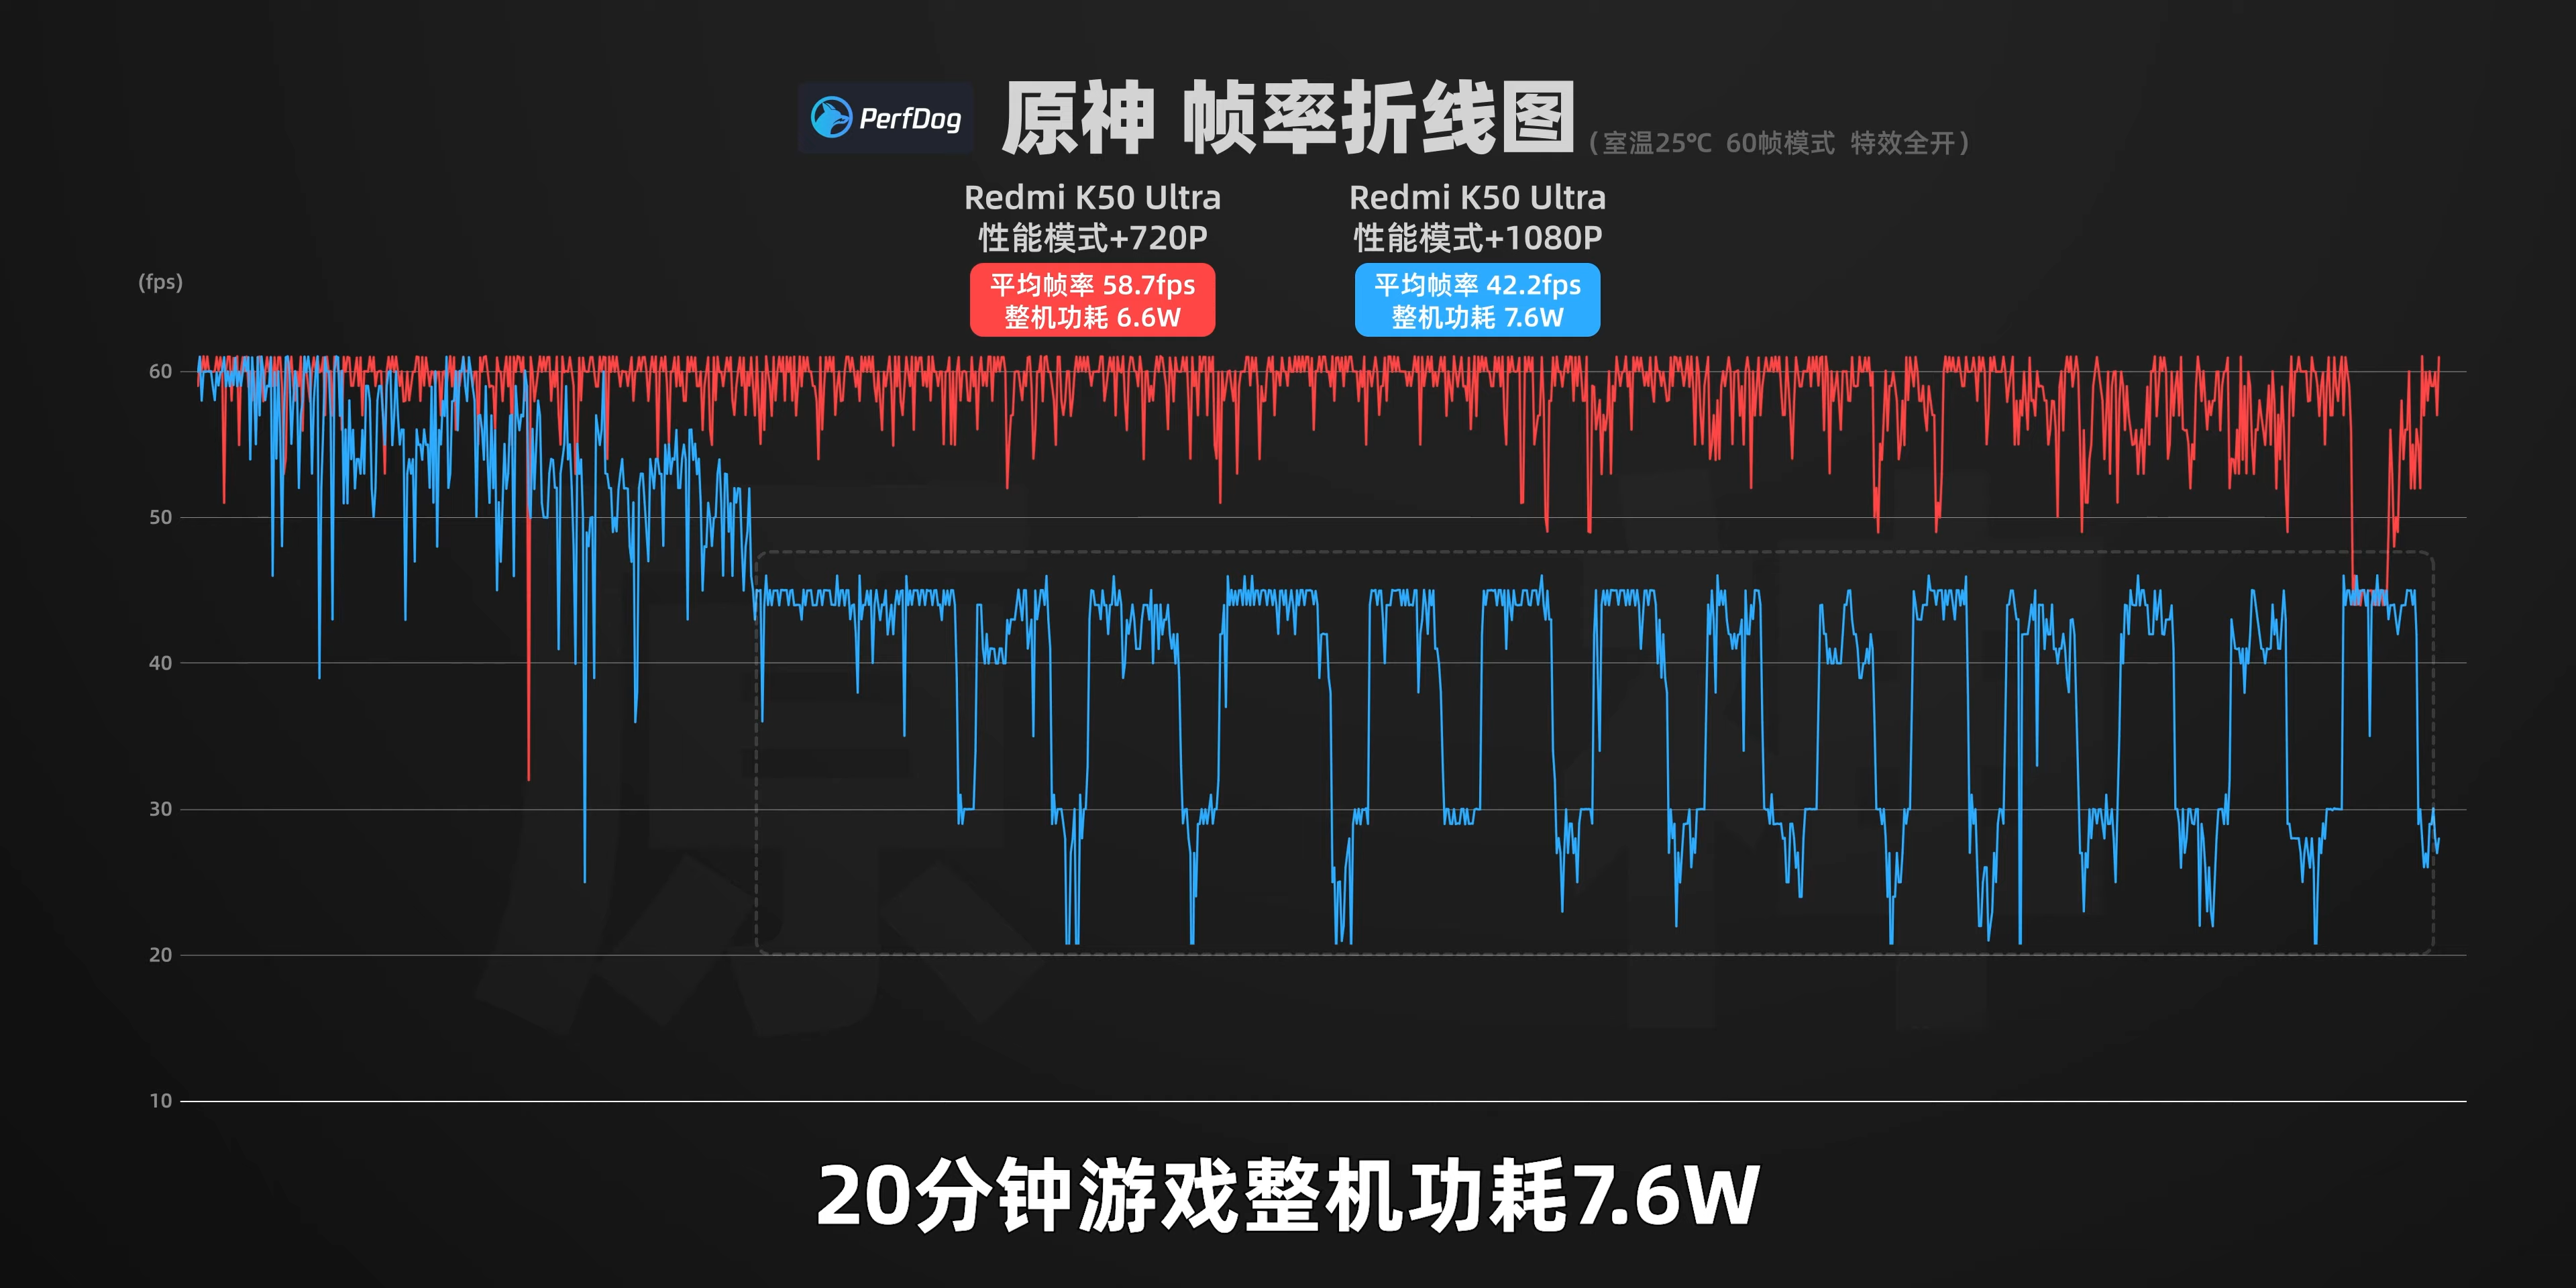 PerfDog 原神 帧率折线图 (室温25℃ 60帧模式 特效全开)
Redmi K50 Ultra
性能模式+720P
平均帧率 58.7fps
整机功耗 6.6W
Redmi K50 Ultra
性能模式+1080P
平均帧率 42.2fps
整机功耗 7.6W
(fps)
60
50
40
30
20
10
原神
20分钟游戏整机功耗7.6W